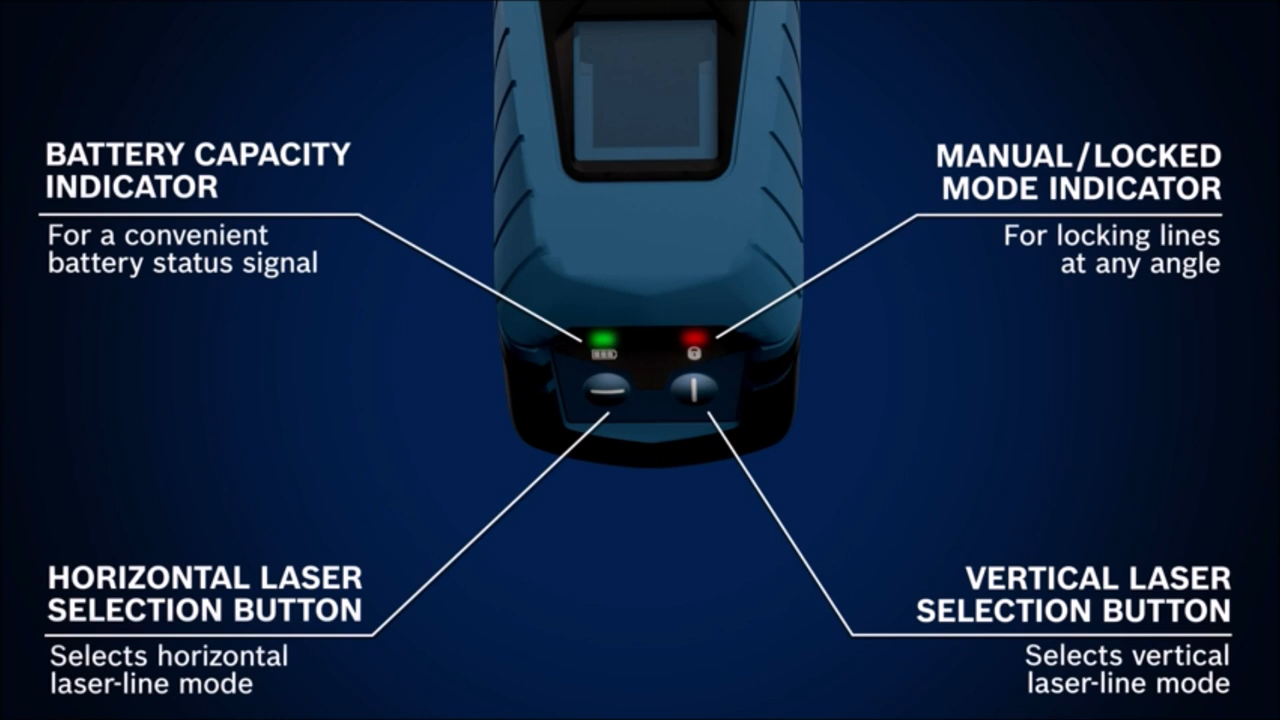 BATTERY CAPACITY
INDICATOR
For a convenient
battery status signal
MANUAL/LOCKED
MODE INDICATOR
For locking lines
at any angle
HORIZONTAL LASER
SELECTION BUTTON
Selects horizontal
laser-line mode
VERTICAL LASER
SELECTION BUTTON
Selects vertical
laser-line mode